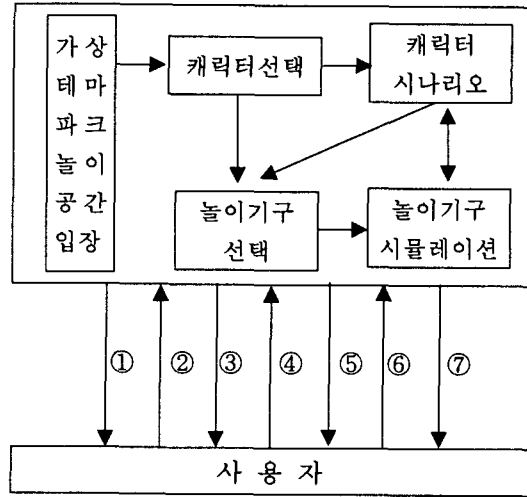 가상
테마
파크
놀이
공간
입장
캐릭터선택
캐릭터
시나리오
놀이기구
선택
놀이기구
시뮬레이션
① ② ③ ④ ⑤ ⑥ ⑦
사용자